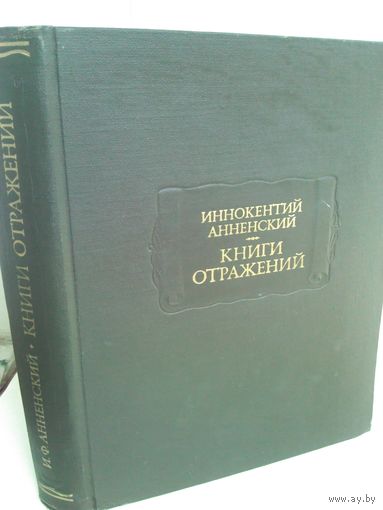 И. Ф. АННЕНСКИЙ • КНИГИ ОТРАЖЕНИЙ
ИННОКЕНТИЙ
АННЕНСКИЙ
КНИГИ
ОТРАЖЕНИЙ
www.ay.by